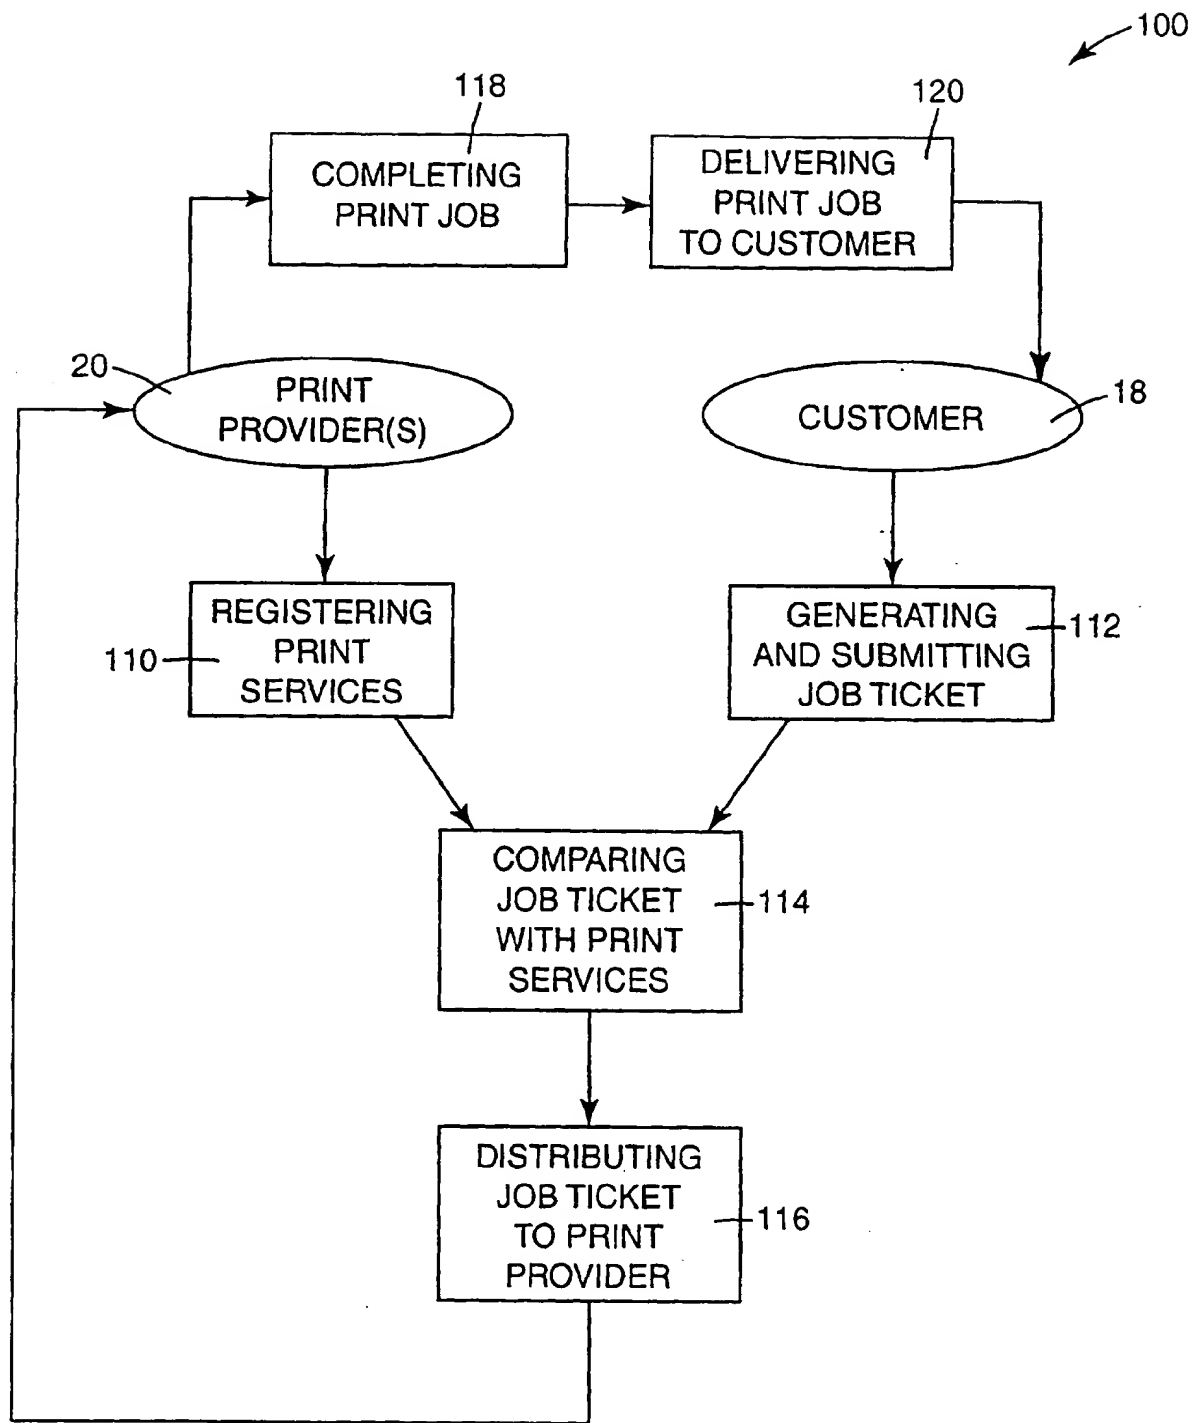 100
118
120
COMPLETING
PRINT JOB
DELIVERING
PRINT JOB
TO CUSTOMER
20
PRINT
PROVIDER(S)
CUSTOMER
18
REGISTERING
PRINT
SERVICES
110
GENERATING
AND SUBMITTING
JOB TICKET
112
COMPARING
JOB TICKET
WITH PRINT
SERVICES
114
DISTRIBUTING
JOB TICKET
TO PRINT
PROVIDER
116